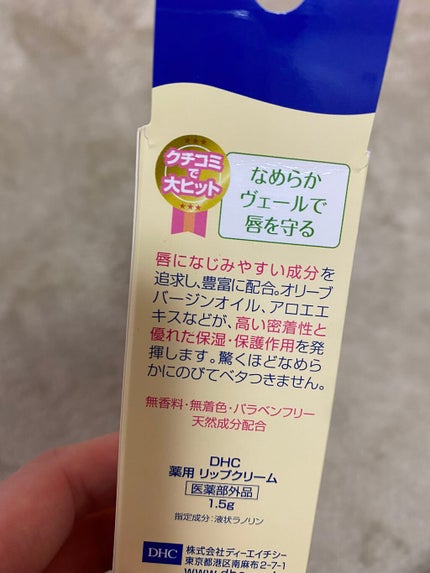 クチコミ
で
大ヒット
なめらか
ヴェールで
唇を守る
唇になじみやすい成分を
追求し、豊富に配合。オリーブ
バージンオイル、アロエエ
キスなどが、高い密着性と
優れた保湿・保護作用を発
揮します。驚くほどなめら
かにのびてベタつきません。
無香料・無着色・パラベンフリー
天然成分配合
DHC
薬用 リップクリーム
医薬部外品
1.5g
指定成分：液状ラノリン
DHC 株式会社ディーエイチシー
東京都港区南麻布2-7-1